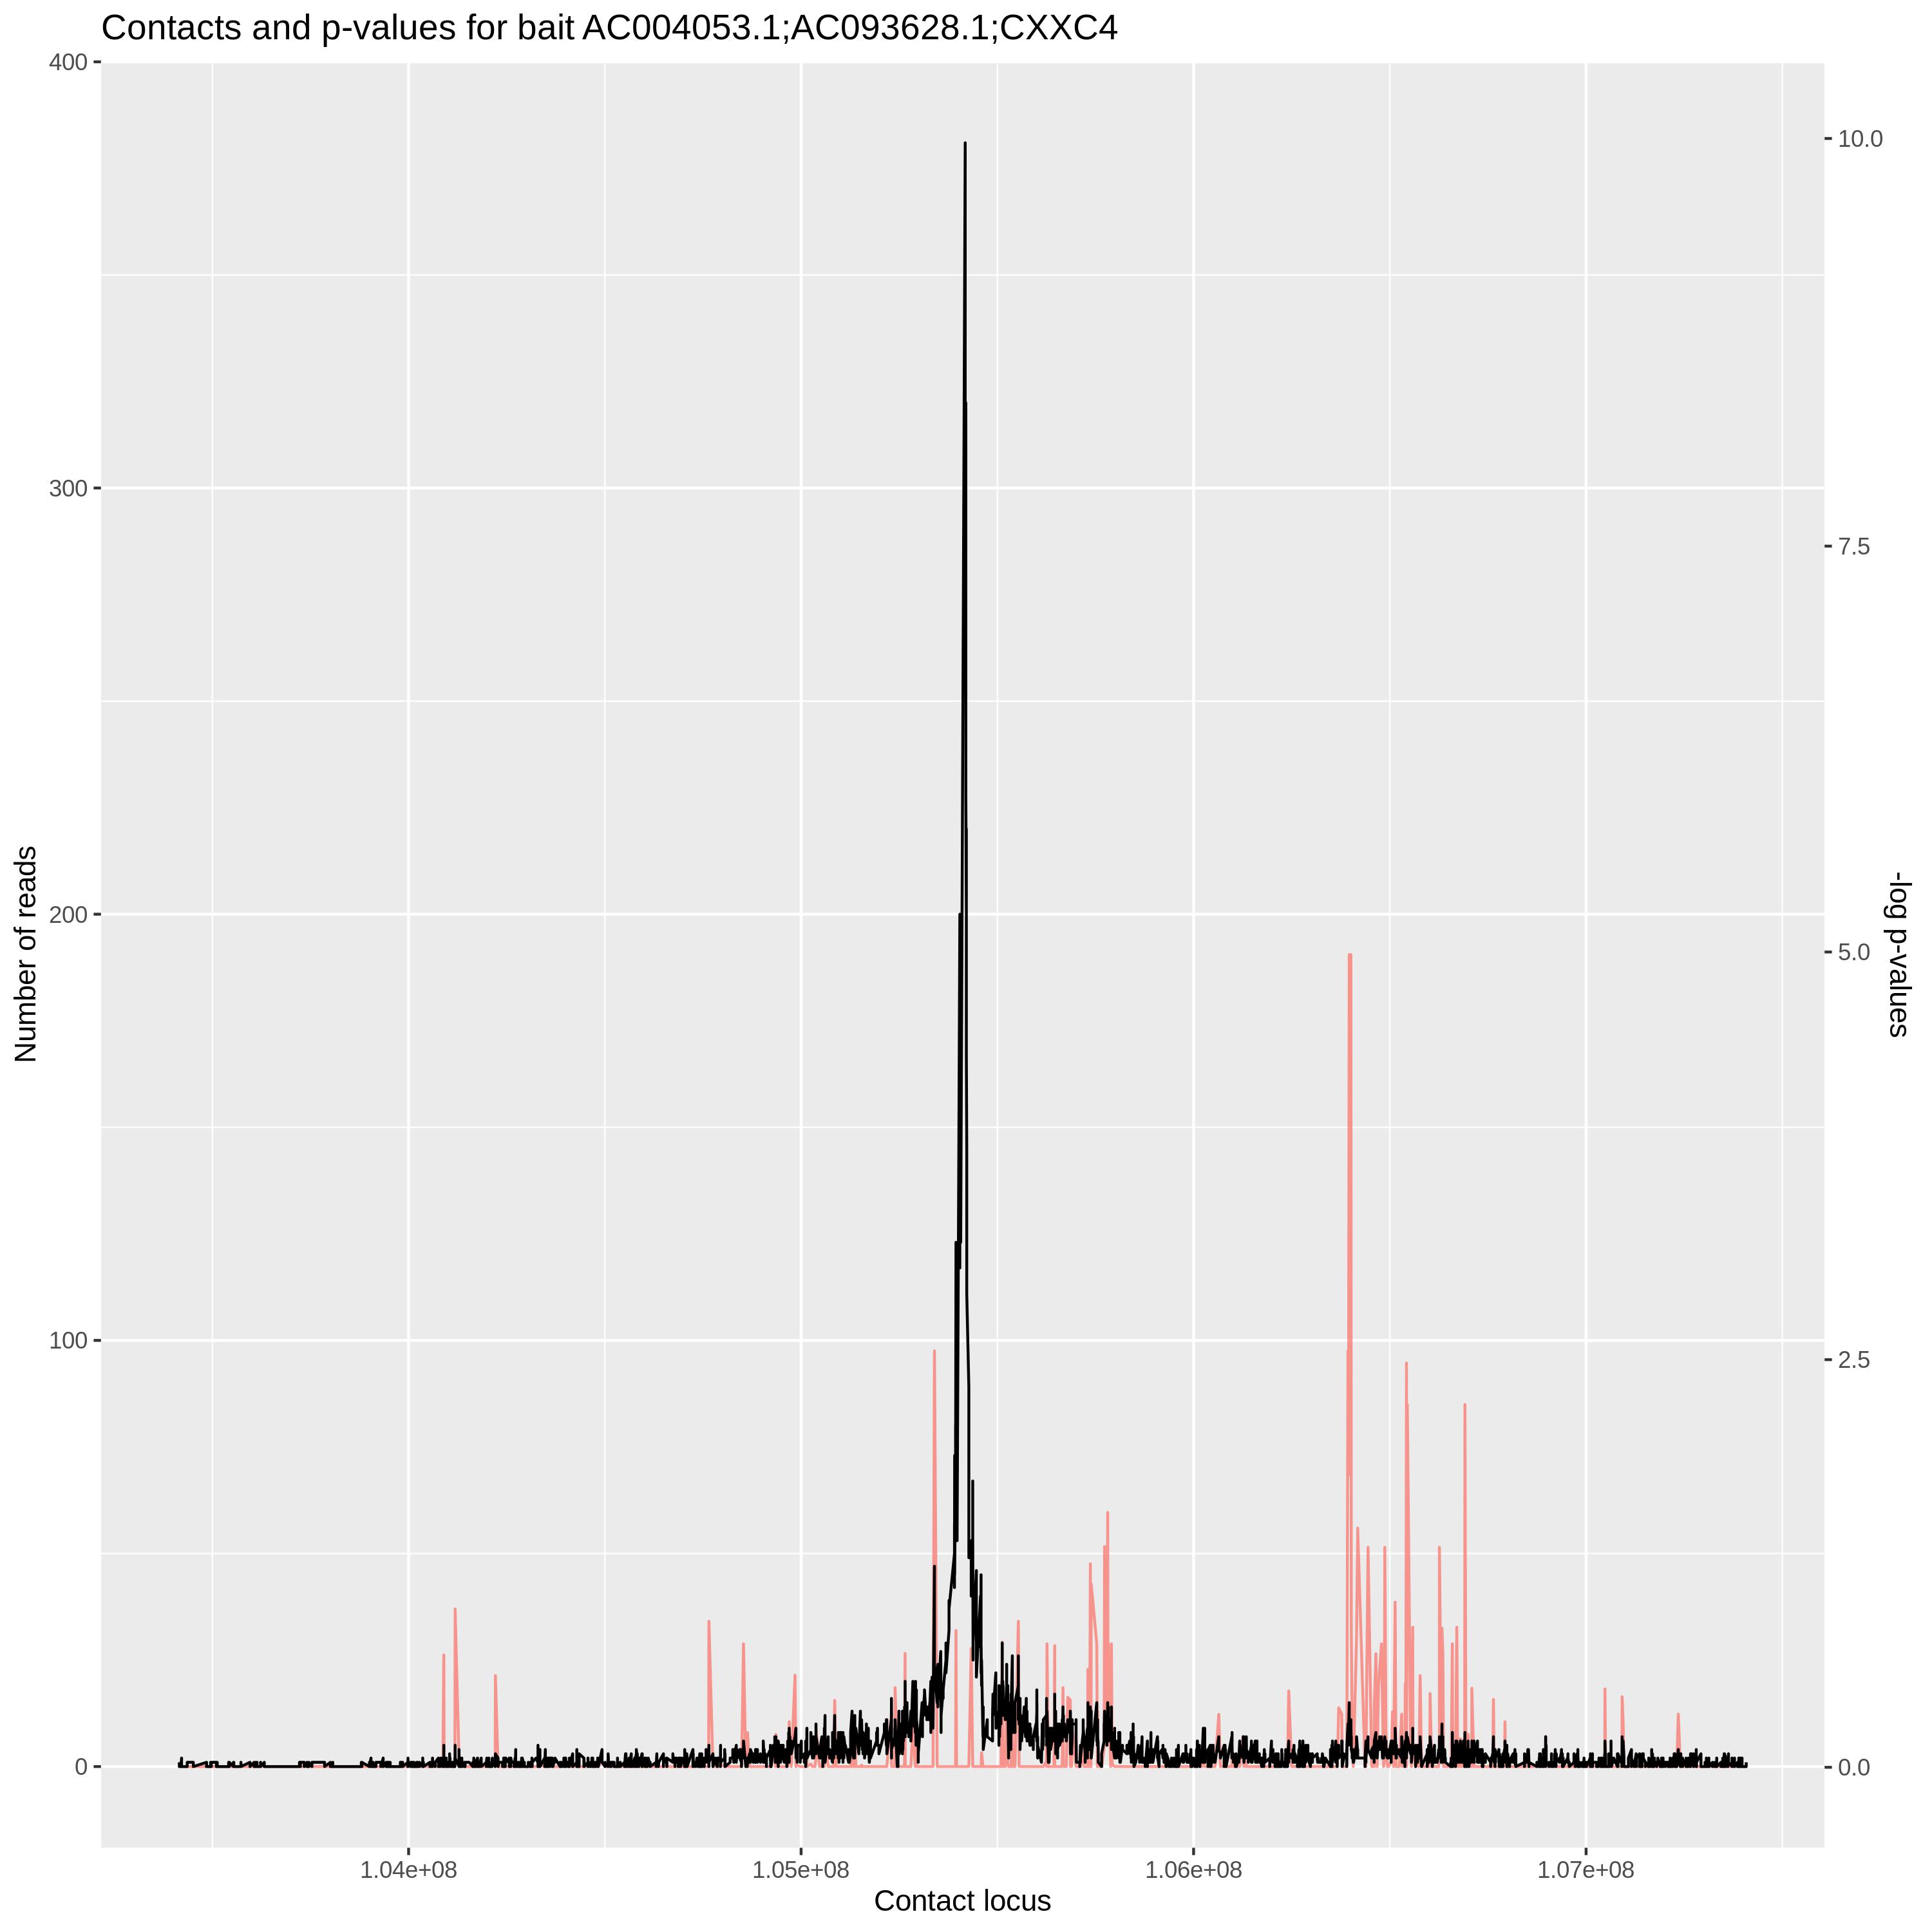 Contacts and p-values for bait AC004053.1;AC093628.1;CXXC4
400
300
200
100
0
Number of reads
10.0
7.5
5.0
2.5
0.0
-log p-values
1.04e+08
1.05e+08
1.06e+08
1.07e+08
Contact locus